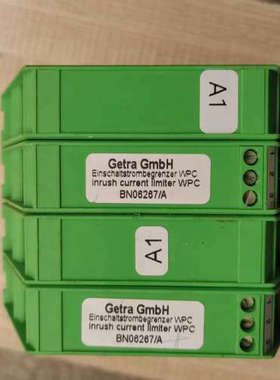 A1
Getra GmbH
Einschaltstrombegrenzer WPC
inrush current limiter WPC
BN06267/A
A1
Getra GmbH
Einschaltstrombegrenzer WPC
inrush current limiter WPC
BN06267/A